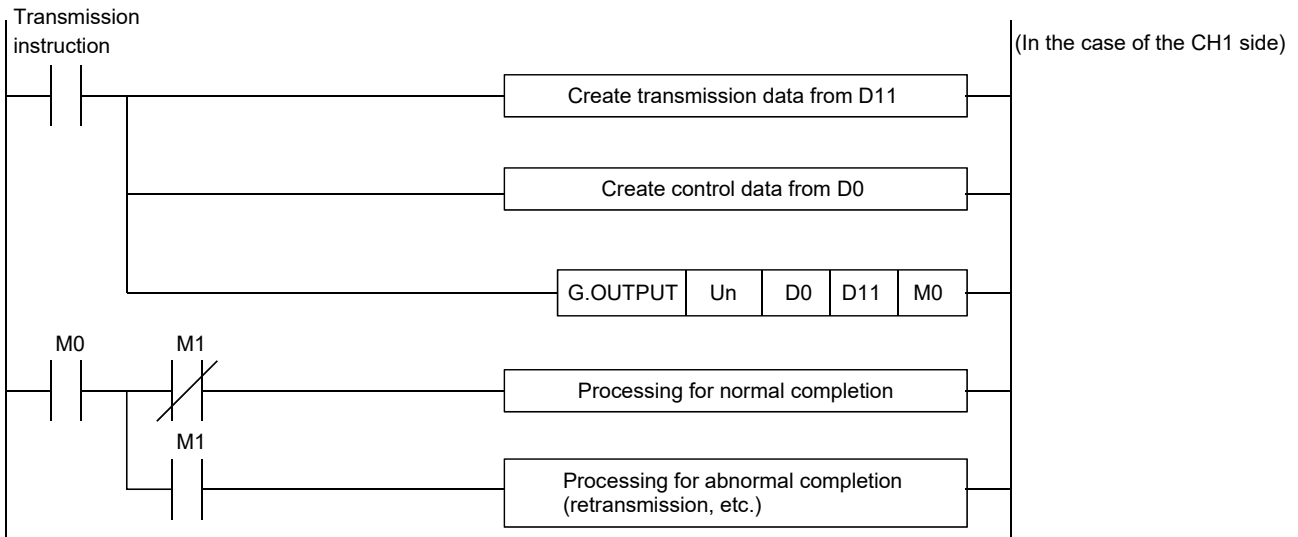 Transmission
instruction
(In the case of the CH1 side)
Create transmission data from D11
Create control data from D0
G.OUTPUT Un D0 D11 M0
M0 M1
Processing for normal completion
M1
Processing for abnormal completion
(retransmission, etc.)